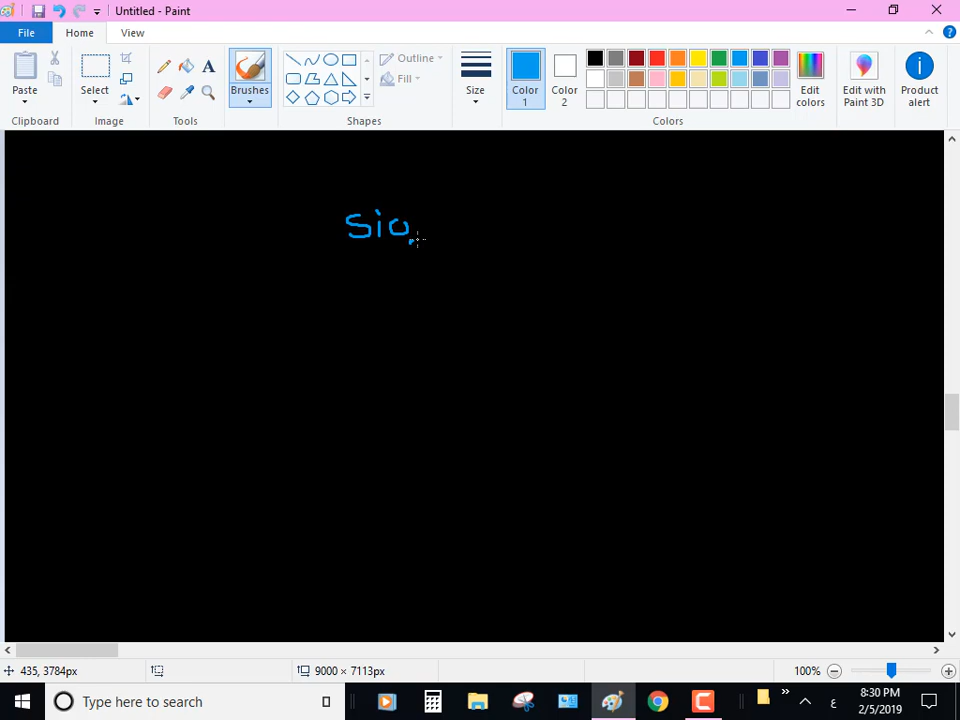 Untitled - Paint
File
Home
View
Paste
Select
Brushes
Outline
Fill
Size
Color 1
Color 2
Edit colors
Edit with Paint 3D
Product alert
Clipboard
Image
Tools
Shapes
Colors
Sio.
435, 3784px
9000 × 7113px
100%
Type here to search
ع
8:30 PM
2/5/2019